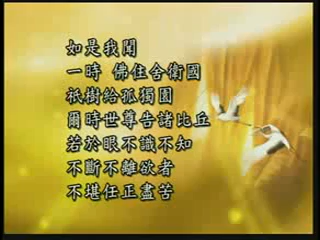 如是我聞
一時 佛住舍衛國
祇樹給孤獨園
爾時世尊告諸比丘
若於眼不識不知
不斷不離欲者
不堪任正盡苦